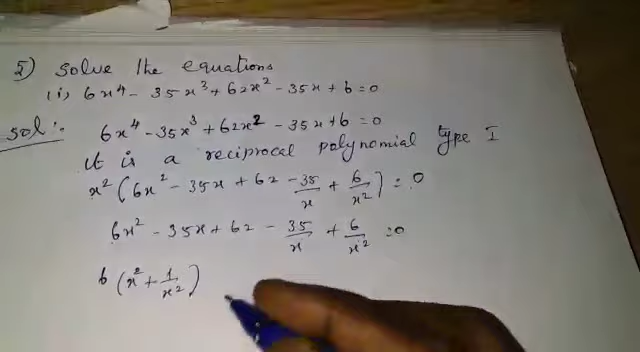 5) solve the equations
(i) 6x⁴ - 35x³ + 62x² - 35x + 6 = 0
sol:- 6x⁴ - 35x³ + 62x² - 35x + 6 = 0
it is a reciprocal polynomial type I
x² (6x² - 35x + 62 - 35/x + 6/x²) = 0
6x² - 35x + 62 - 35/x + 6/x² = 0
6 (x² + 1/x²)